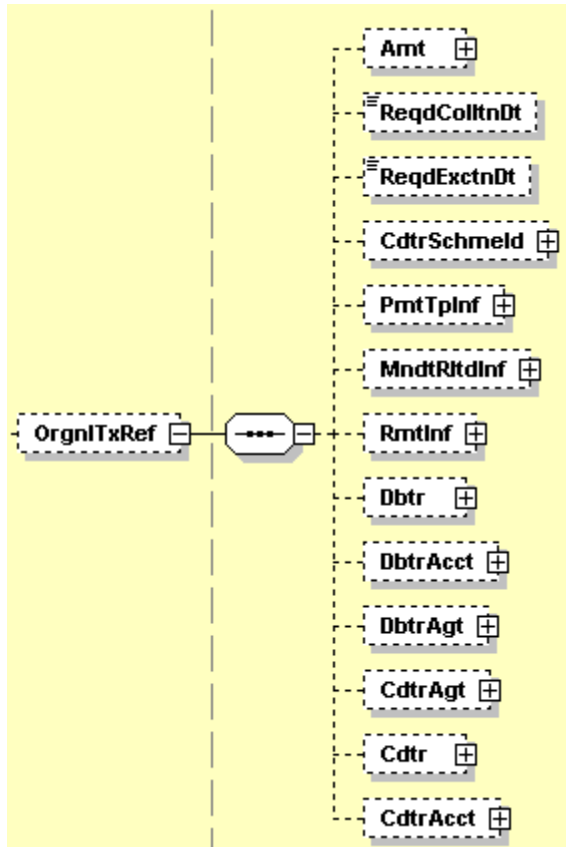 Amt
ReqdColltnDt
ReqdExctnDt
CdtrSchmeId
PmtTpInf
MndtRltdInf
OrgnlTxRef
RmtInf
Dbtr
DbtrAcct
DbtrAgt
CdtrAgt
Cdtr
CdtrAcct